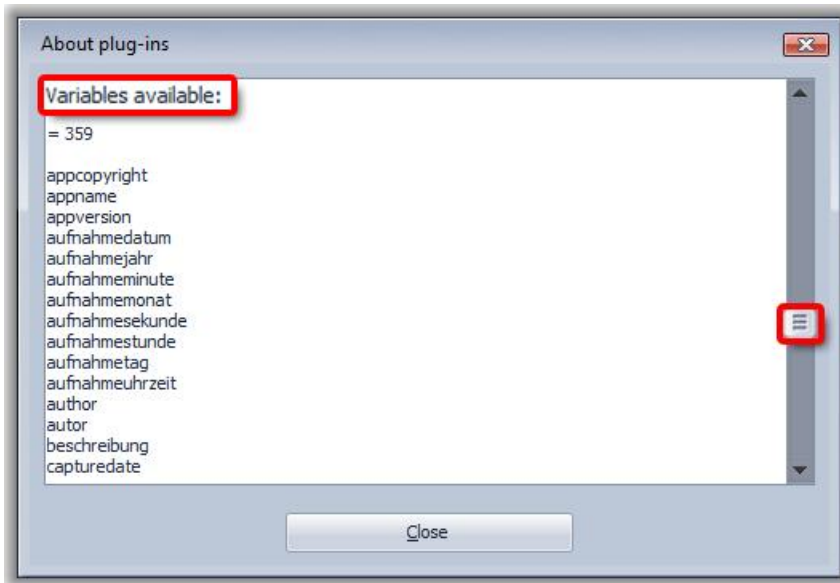 About plug-ins
Variables available:
= 359
appcopyright
appname
appversion
aufnahmedatum
aufnahmejahr
aufnahmeminute
aufnahmemonat
aufnahmesekunde
aufnahmestunde
aufnahmetag
aufnahmeuhrzeit
author
autor
beschreibung
capturedate
Close